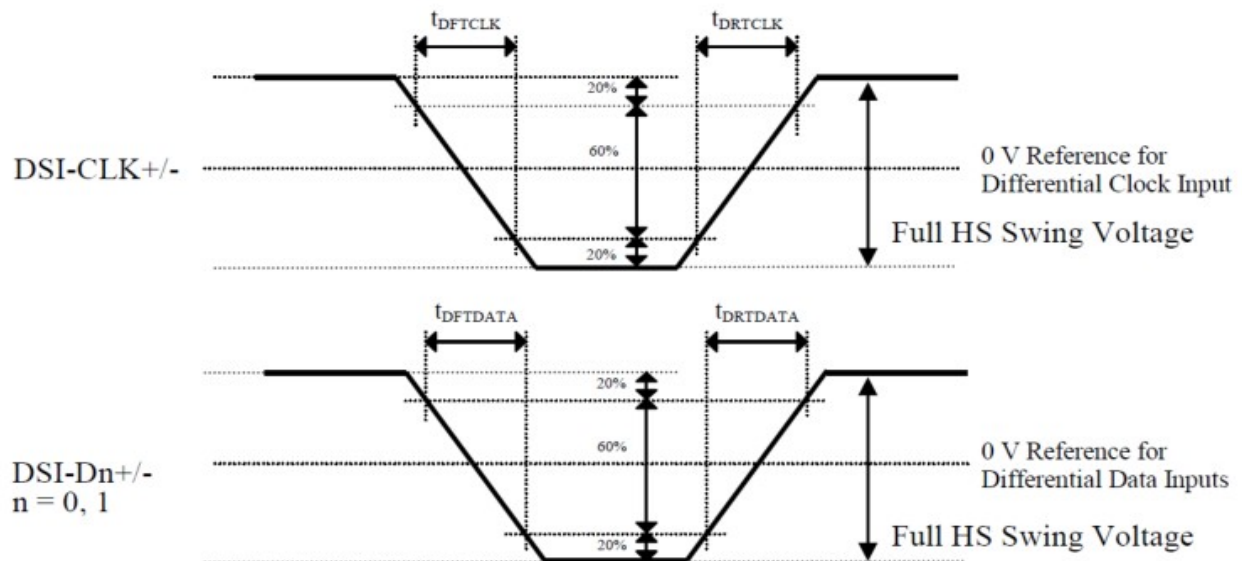 tDFTCLK
tDRTCLK
20%
60%
20%
DSI-CLK+/-
0 V Reference for
Differential Clock Input
Full HS Swing Voltage
tDFTDATA
tDRTDATA
20%
60%
20%
DSI-Dn+/-
n = 0, 1
0 V Reference for
Differential Data Inputs
Full HS Swing Voltage